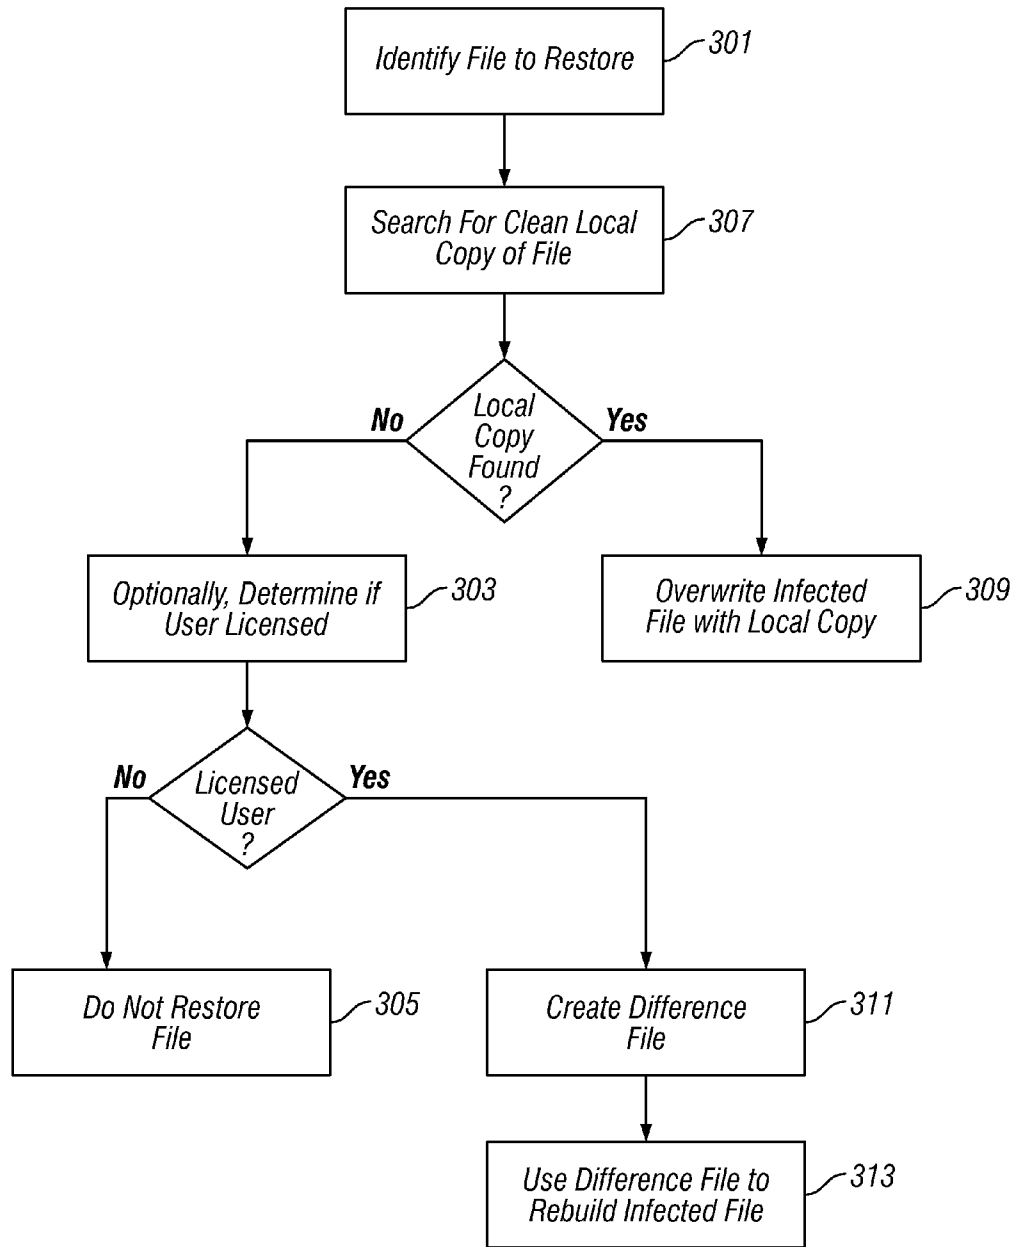 Identify File to Restore
301
Search For Clean Local
Copy of File
307
Local
Copy
Found
?
No
Yes
Optionally, Determine if
User Licensed
303
Overwrite Infected
File with Local Copy
309
Licensed
User
?
No
Yes
Do Not Restore
File
305
Create Difference
File
311
Use Difference File to
Rebuild Infected File
313